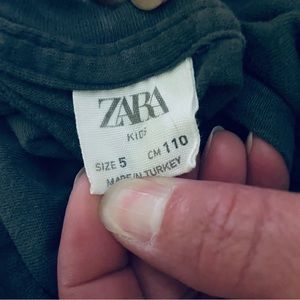 ZARA
KIDS
SIZE 5 CM 110
MADE IN TURKEY